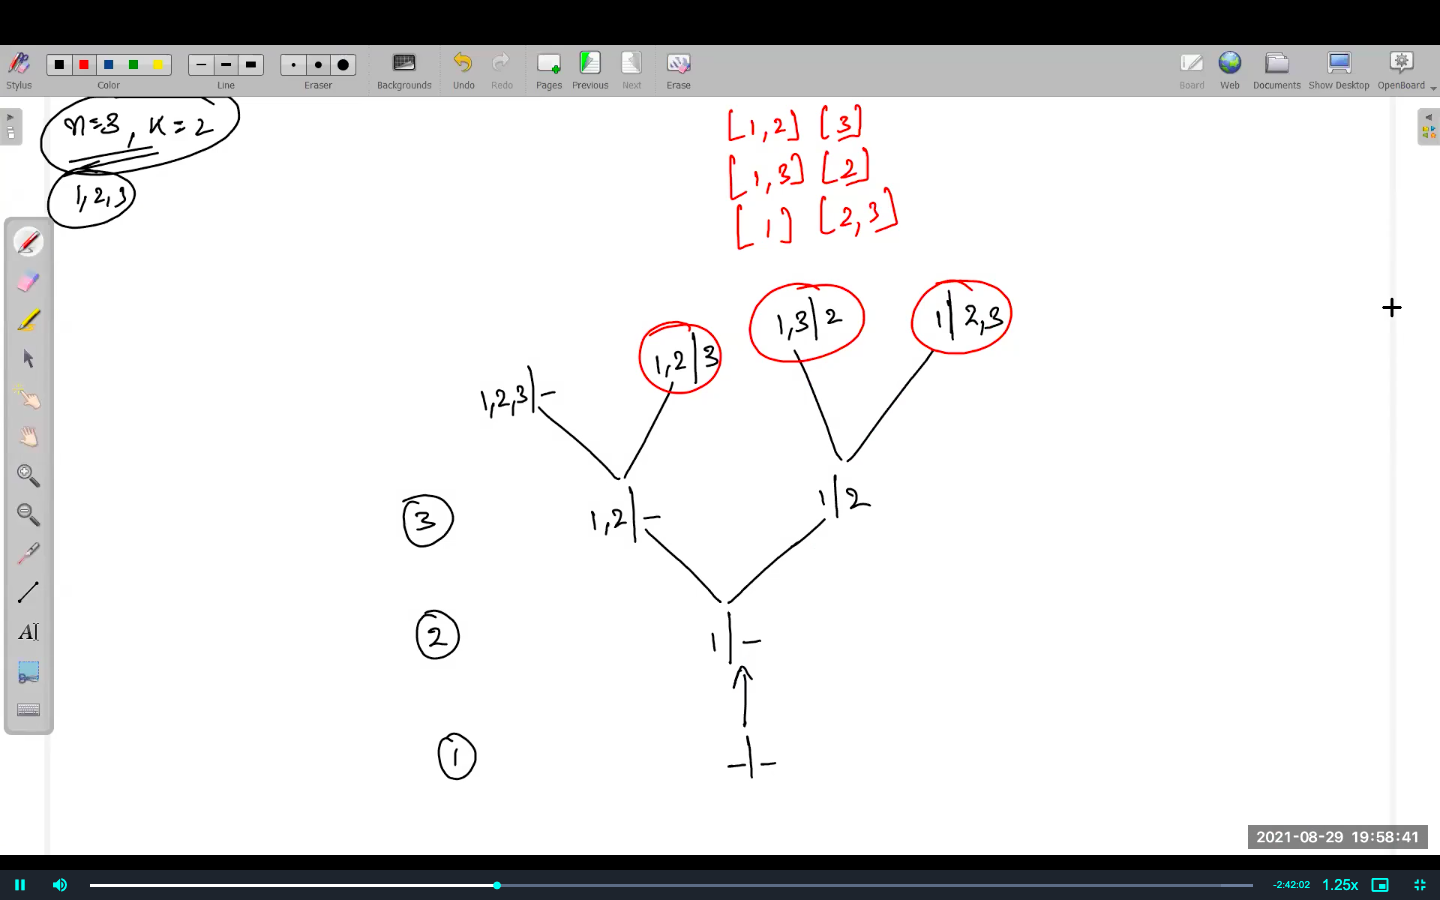 Stylus
Color
Line
Eraser
Backgrounds
Undo
Redo
Pages
Previous
Next
Erase
Board
Web
Documents
Show Desktop
OpenBoard
n=3, K=2
1,2,3
[1,2] [3]
[1,3] [2]
[1] [2,3]
1,2,3|-
1,2|3
1,3|2
1|2,3
3
1,2|-
1|2
2
1|-
1
-|-
A
2021-08-29 19:58:41
-2:42:02
1.25x